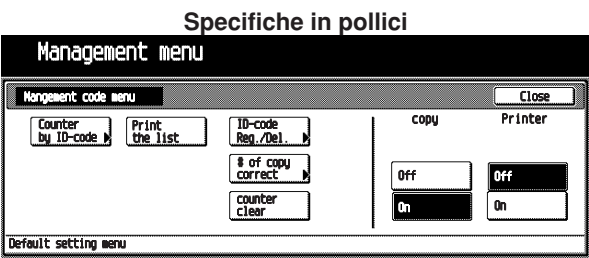 Specifiche in pollici
Management menu
Mangement code menu
Close
Counter
by ID-code
Print
the list
ID-code
Reg./Del.
# of copy
correct
counter
clear
copy
Printer
Off
Off
On
On
Default setting menu